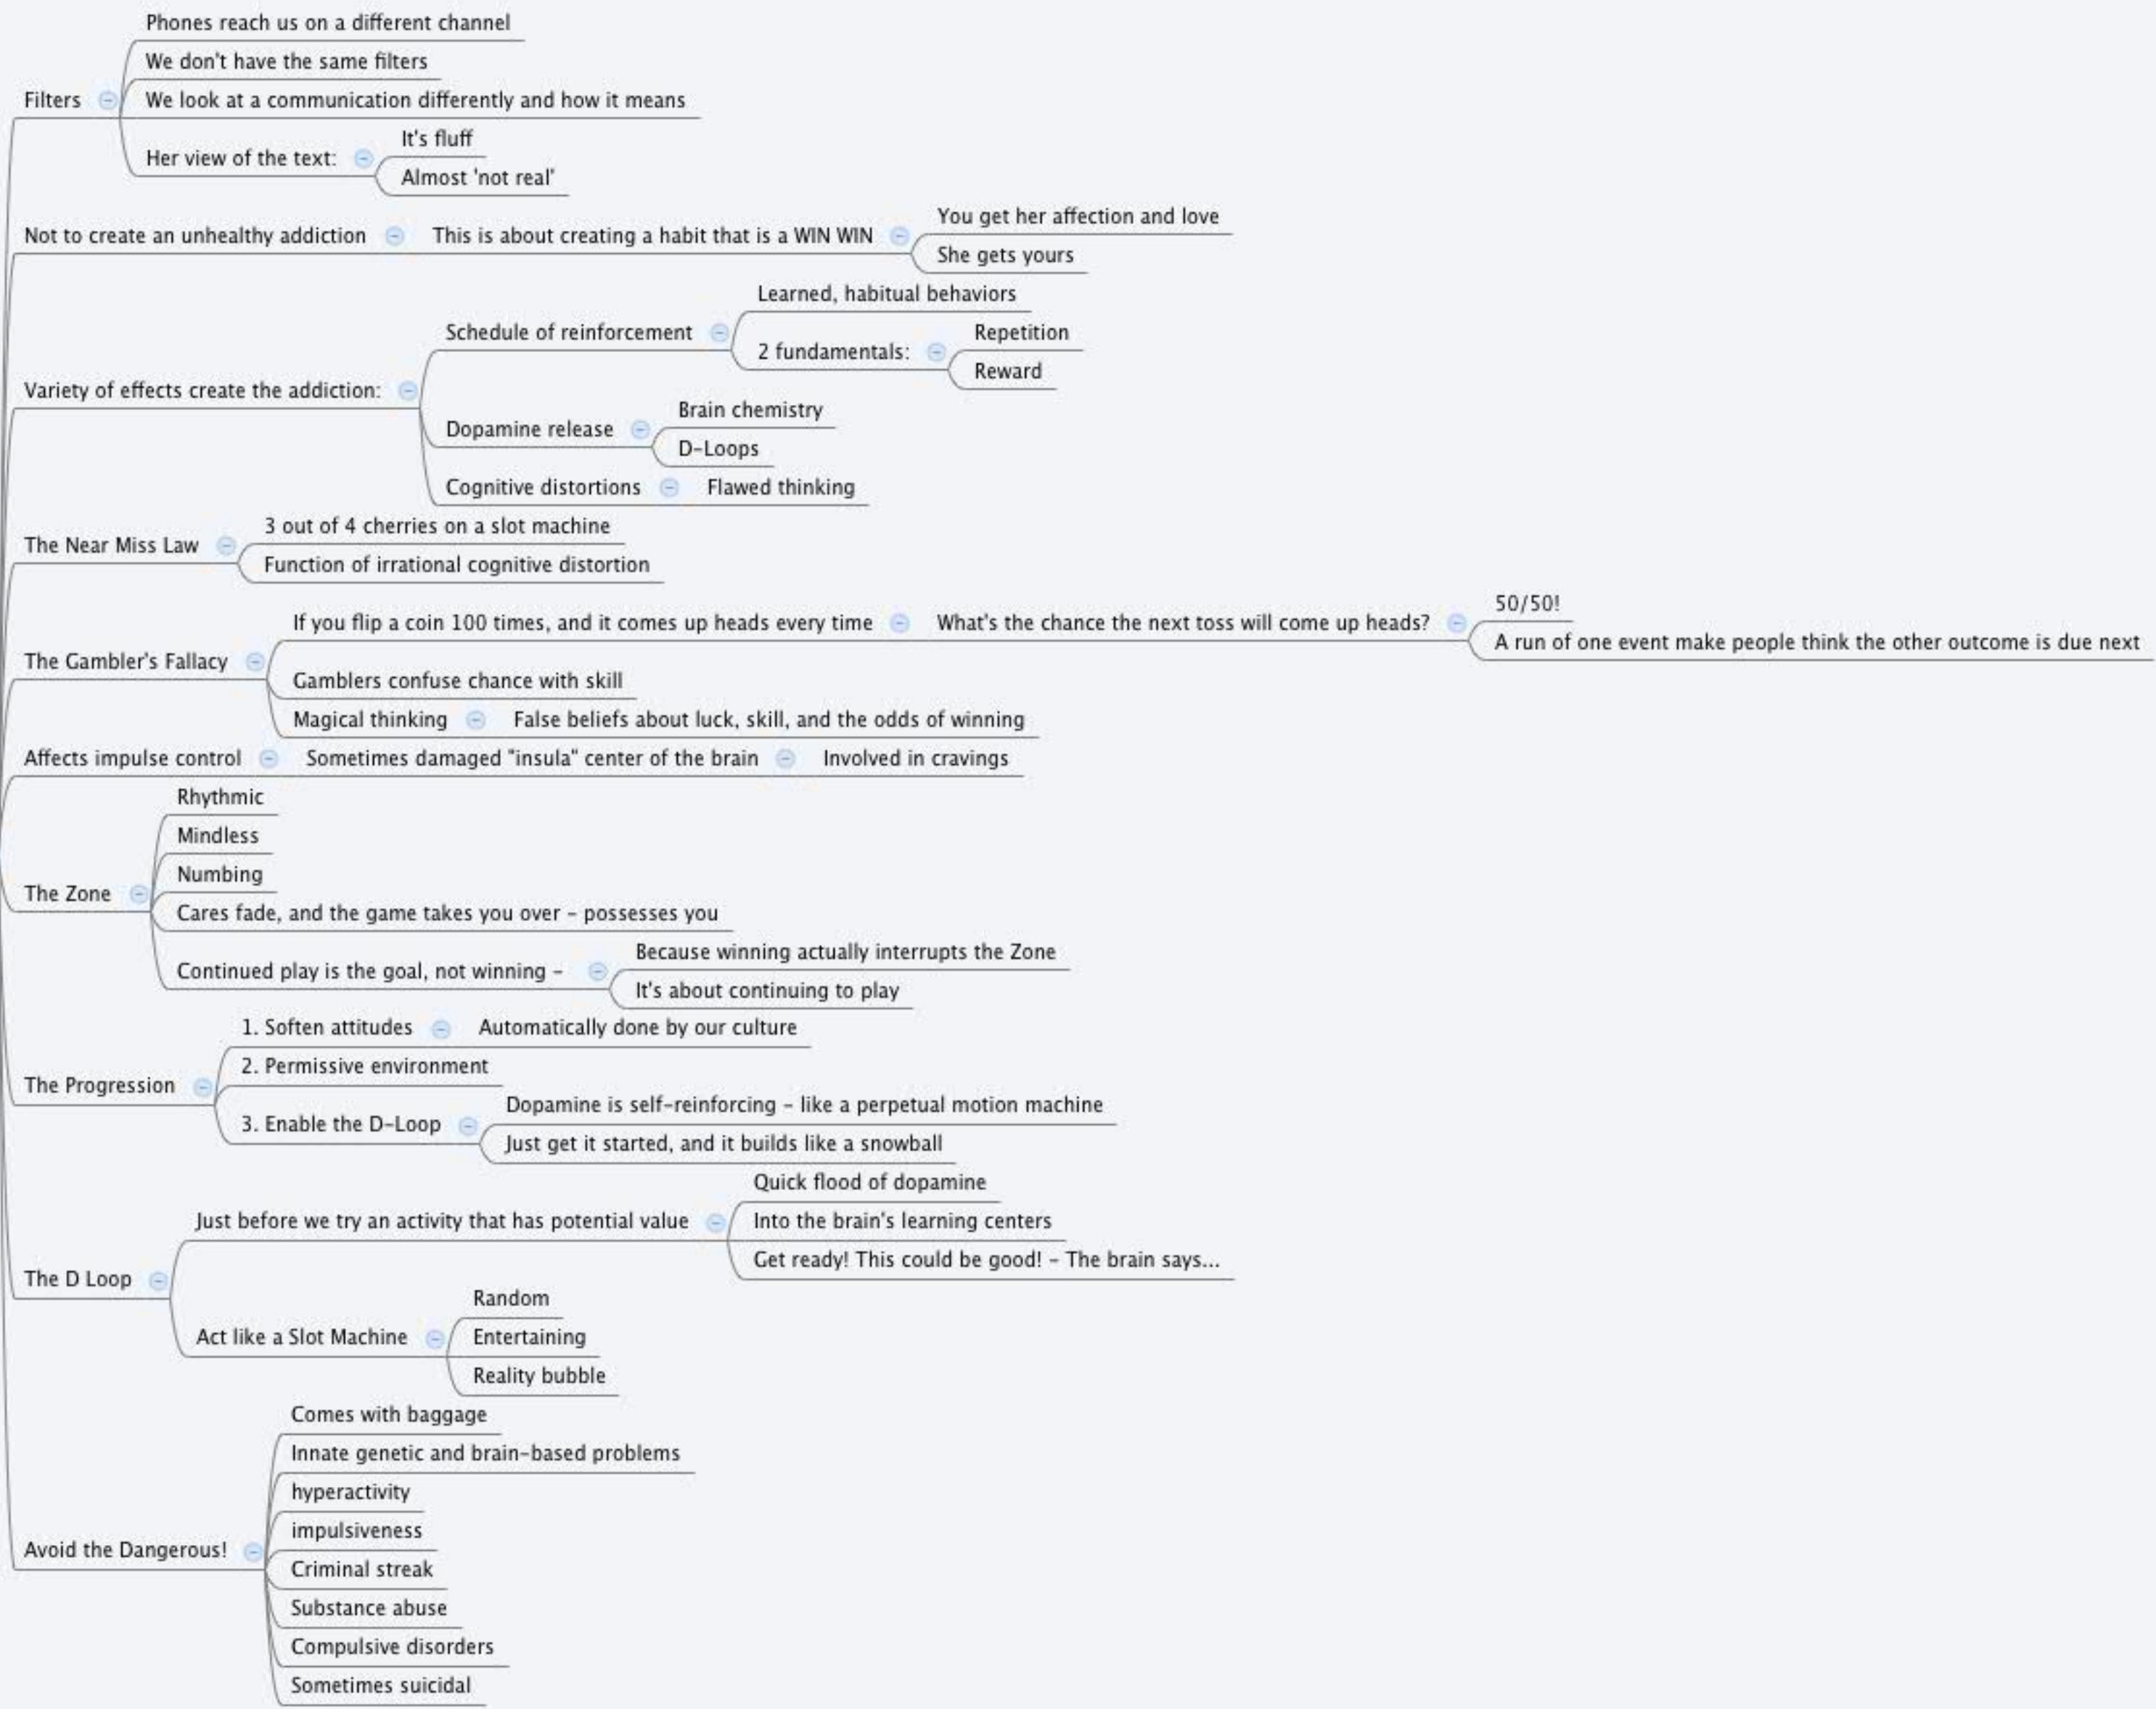 Phones reach us on a different channel
We don't have the same filters
Filters
We look at a communication differently and how it means
Her view of the text:
It's fluff
Almost 'not real'
Not to create an unhealthy addiction
This is about creating a habit that is a WIN WIN
You get her affection and love
She gets yours
Variety of effects create the addiction:
Schedule of reinforcement
Learned, habitual behaviors
2 fundamentals:
Repetition
Reward
Dopamine release
Brain chemistry
D-Loops
Cognitive distortions
Flawed thinking
The Near Miss Law
3 out of 4 cherries on a slot machine
Function of irrational cognitive distortion
The Gambler's Fallacy
If you flip a coin 100 times, and it comes up heads every time
What's the chance the next toss will come up heads?
50/50!
A run of one event make people think the other outcome is due next
Gamblers confuse chance with skill
Magical thinking
False beliefs about luck, skill, and the odds of winning
Affects impulse control
Sometimes damaged "insula" center of the brain
Involved in cravings
The Zone
Rhythmic
Mindless
Numbing
Cares fade, and the game takes you over - possesses you
Continued play is the goal, not winning -
Because winning actually interrupts the Zone
It's about continuing to play
The Progression
1. Soften attitudes
Automatically done by our culture
2. Permissive environment
3. Enable the D-Loop
Dopamine is self-reinforcing - like a perpetual motion machine
Just get it started, and it builds like a snowball
The D Loop
Just before we try an activity that has potential value
Quick flood of dopamine
Into the brain's learning centers
Get ready! This could be good! - The brain says...
Act like a Slot Machine
Random
Entertaining
Reality bubble
Avoid the Dangerous!
Comes with baggage
Innate genetic and brain-based problems
hyperactivity
impulsiveness
Criminal streak
Substance abuse
Compulsive disorders
Sometimes suicidal